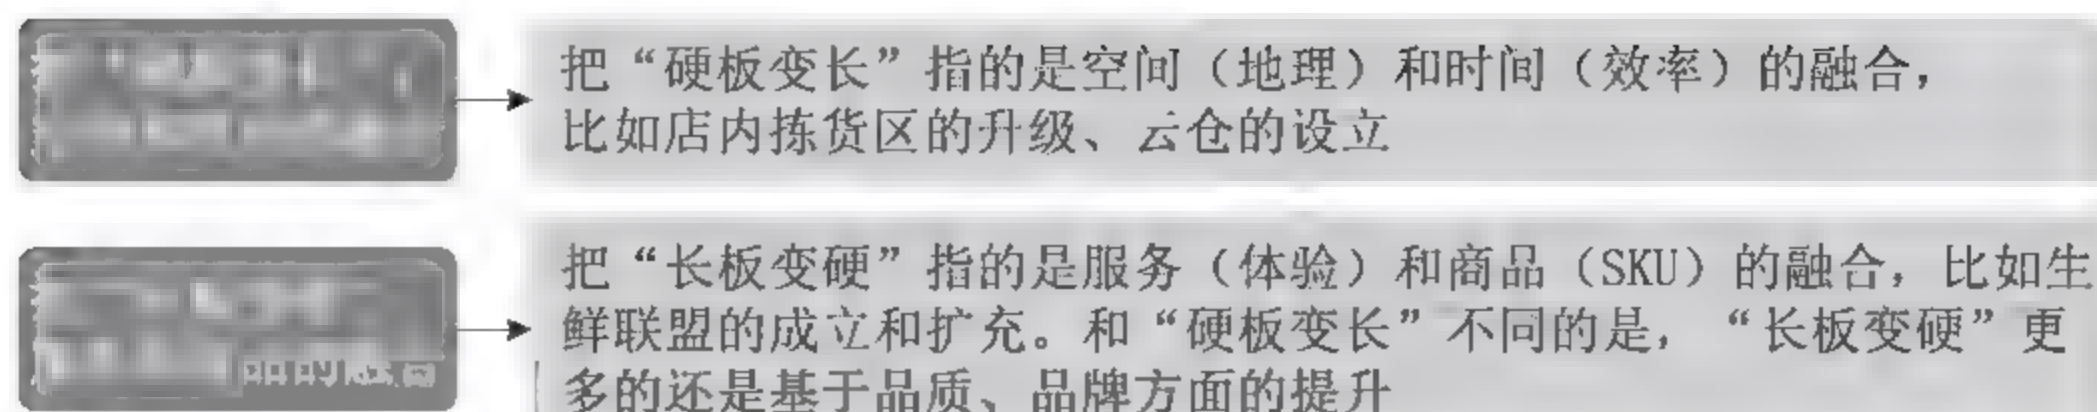 把“硬板变长”指的是空间（地理）和时间（效率）的融合，
比如店内拣货区的升级、云仓的设立
把“长板变硬”指的是服务（体验）和商品（SKU）的融合，比如生
鲜联盟的成立和扩充。和“硬板变长”不同的是，“长板变硬”更
多的还是基于品质、品牌方面的提升